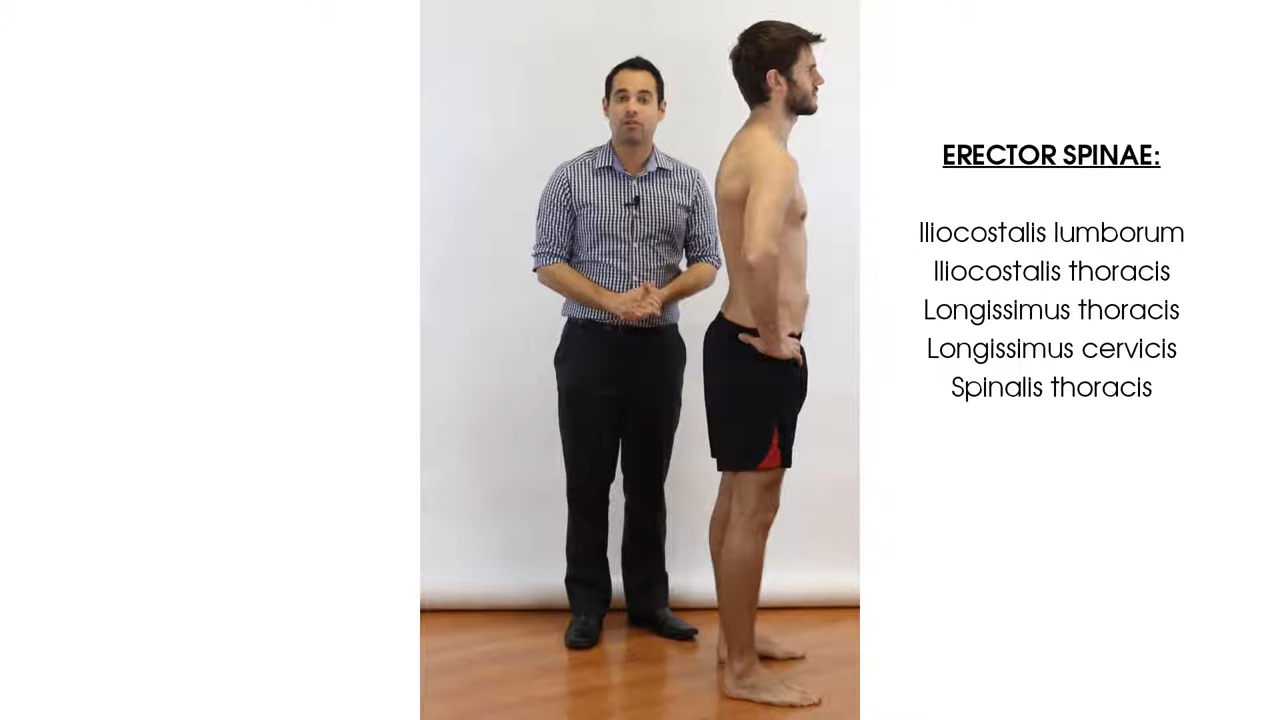 ERECTOR SPINAE:
Iliocostalis lumborum
Iliocostalis thoracis
Longissimus thoracis
Longissimus cervicis
Spinalis thoracis